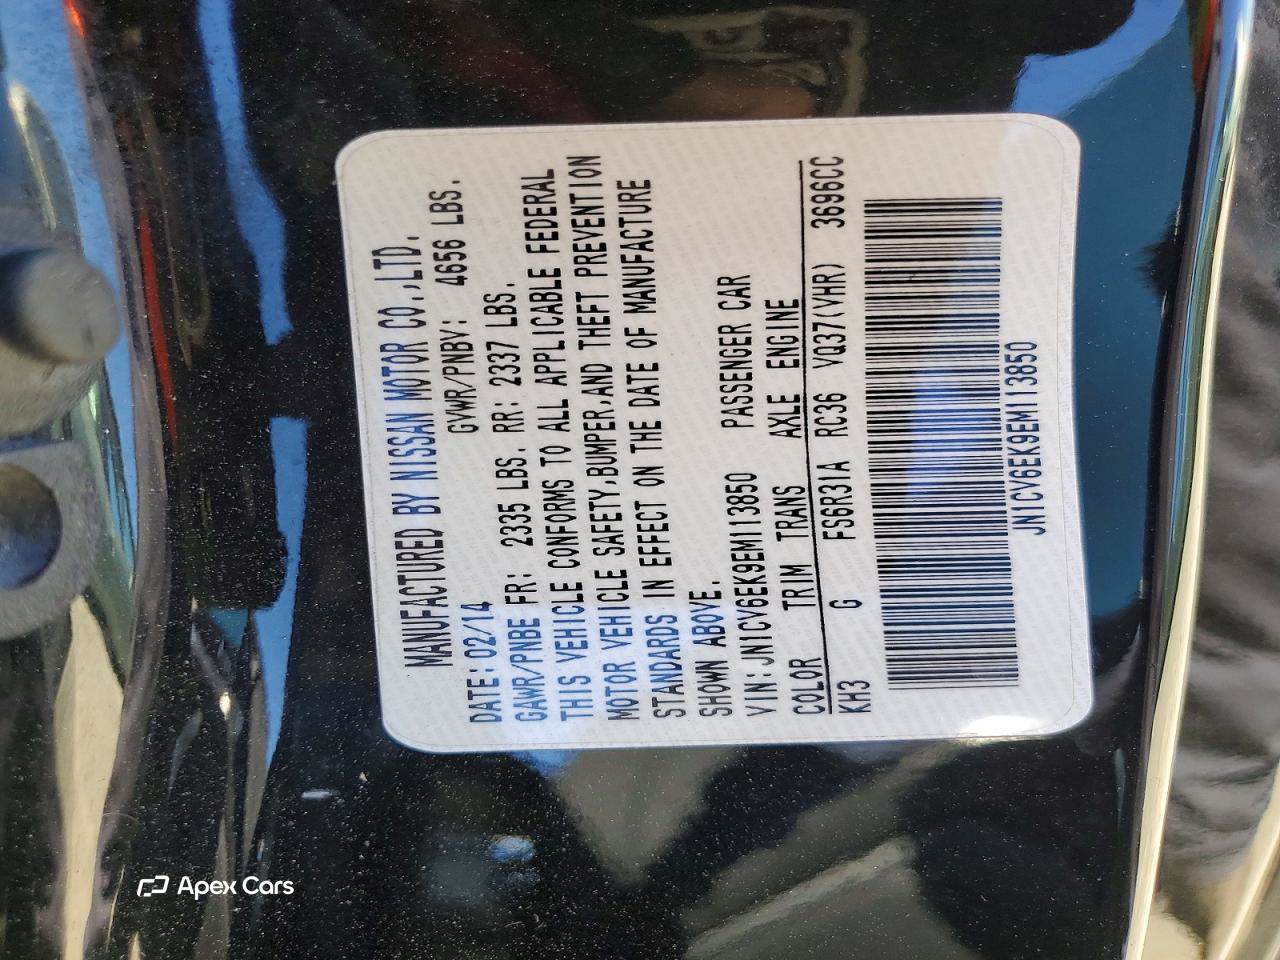 MANUFACTURED BY NISSAN MOTOR CO.,LTD.
DATE: 02/14 GVWR/PNBV: 4656 LBS.
GAWR/PNBE FR: 2335 LBS. RR: 2337 LBS.
THIS VEHICLE CONFORMS TO ALL APPLICABLE FEDERAL
MOTOR VEHICLE SAFETY,BUMPER,AND THEFT PREVENTION
STANDARDS IN EFFECT ON THE DATE OF MANUFACTURE
SHOWN ABOVE.
VIN: JN1CV6EK9EM113850 PASSENGER CAR
COLOR TRIM TRANS AXLE ENGINE
KH3 G FS6R31A RC36 VQ37(VHR) 3696CC
JN1CV6EK9EM113850
Apex Cars